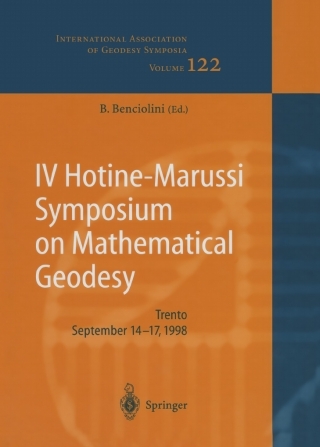 International Association
of Geodesy Symposia
Volume 122
B. Benciolini (Ed.)
IV Hotine-Marussi
Symposium
on Mathematical
Geodesy
Trento
September 14–17, 1998
Springer